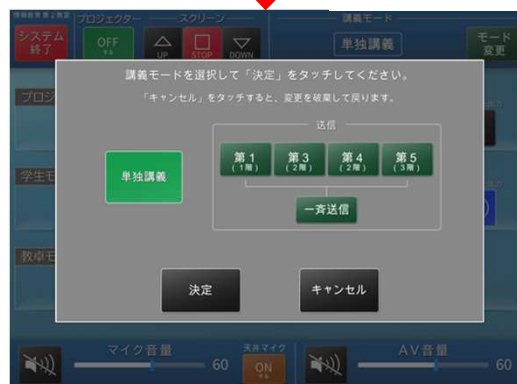 情報教育第2教室
プロジェクター
スクリーン
講義モード
システム
終了
OFF
する
UP
STOP
DOWN
単独講義
モード
変更
講義モードを選択して「決定」をタッチしてください。
「キャンセル」をタッチすると、変更を破棄して戻ります。
プロジ
送信
単独講義
第1
(1階)
第3
(2階)
第4
(2階)
第5
(3階)
学生モ
一斉送信
教卓モ
決定
キャンセル
マイク音量
60
天井マイク
ON
する
AV音量
60